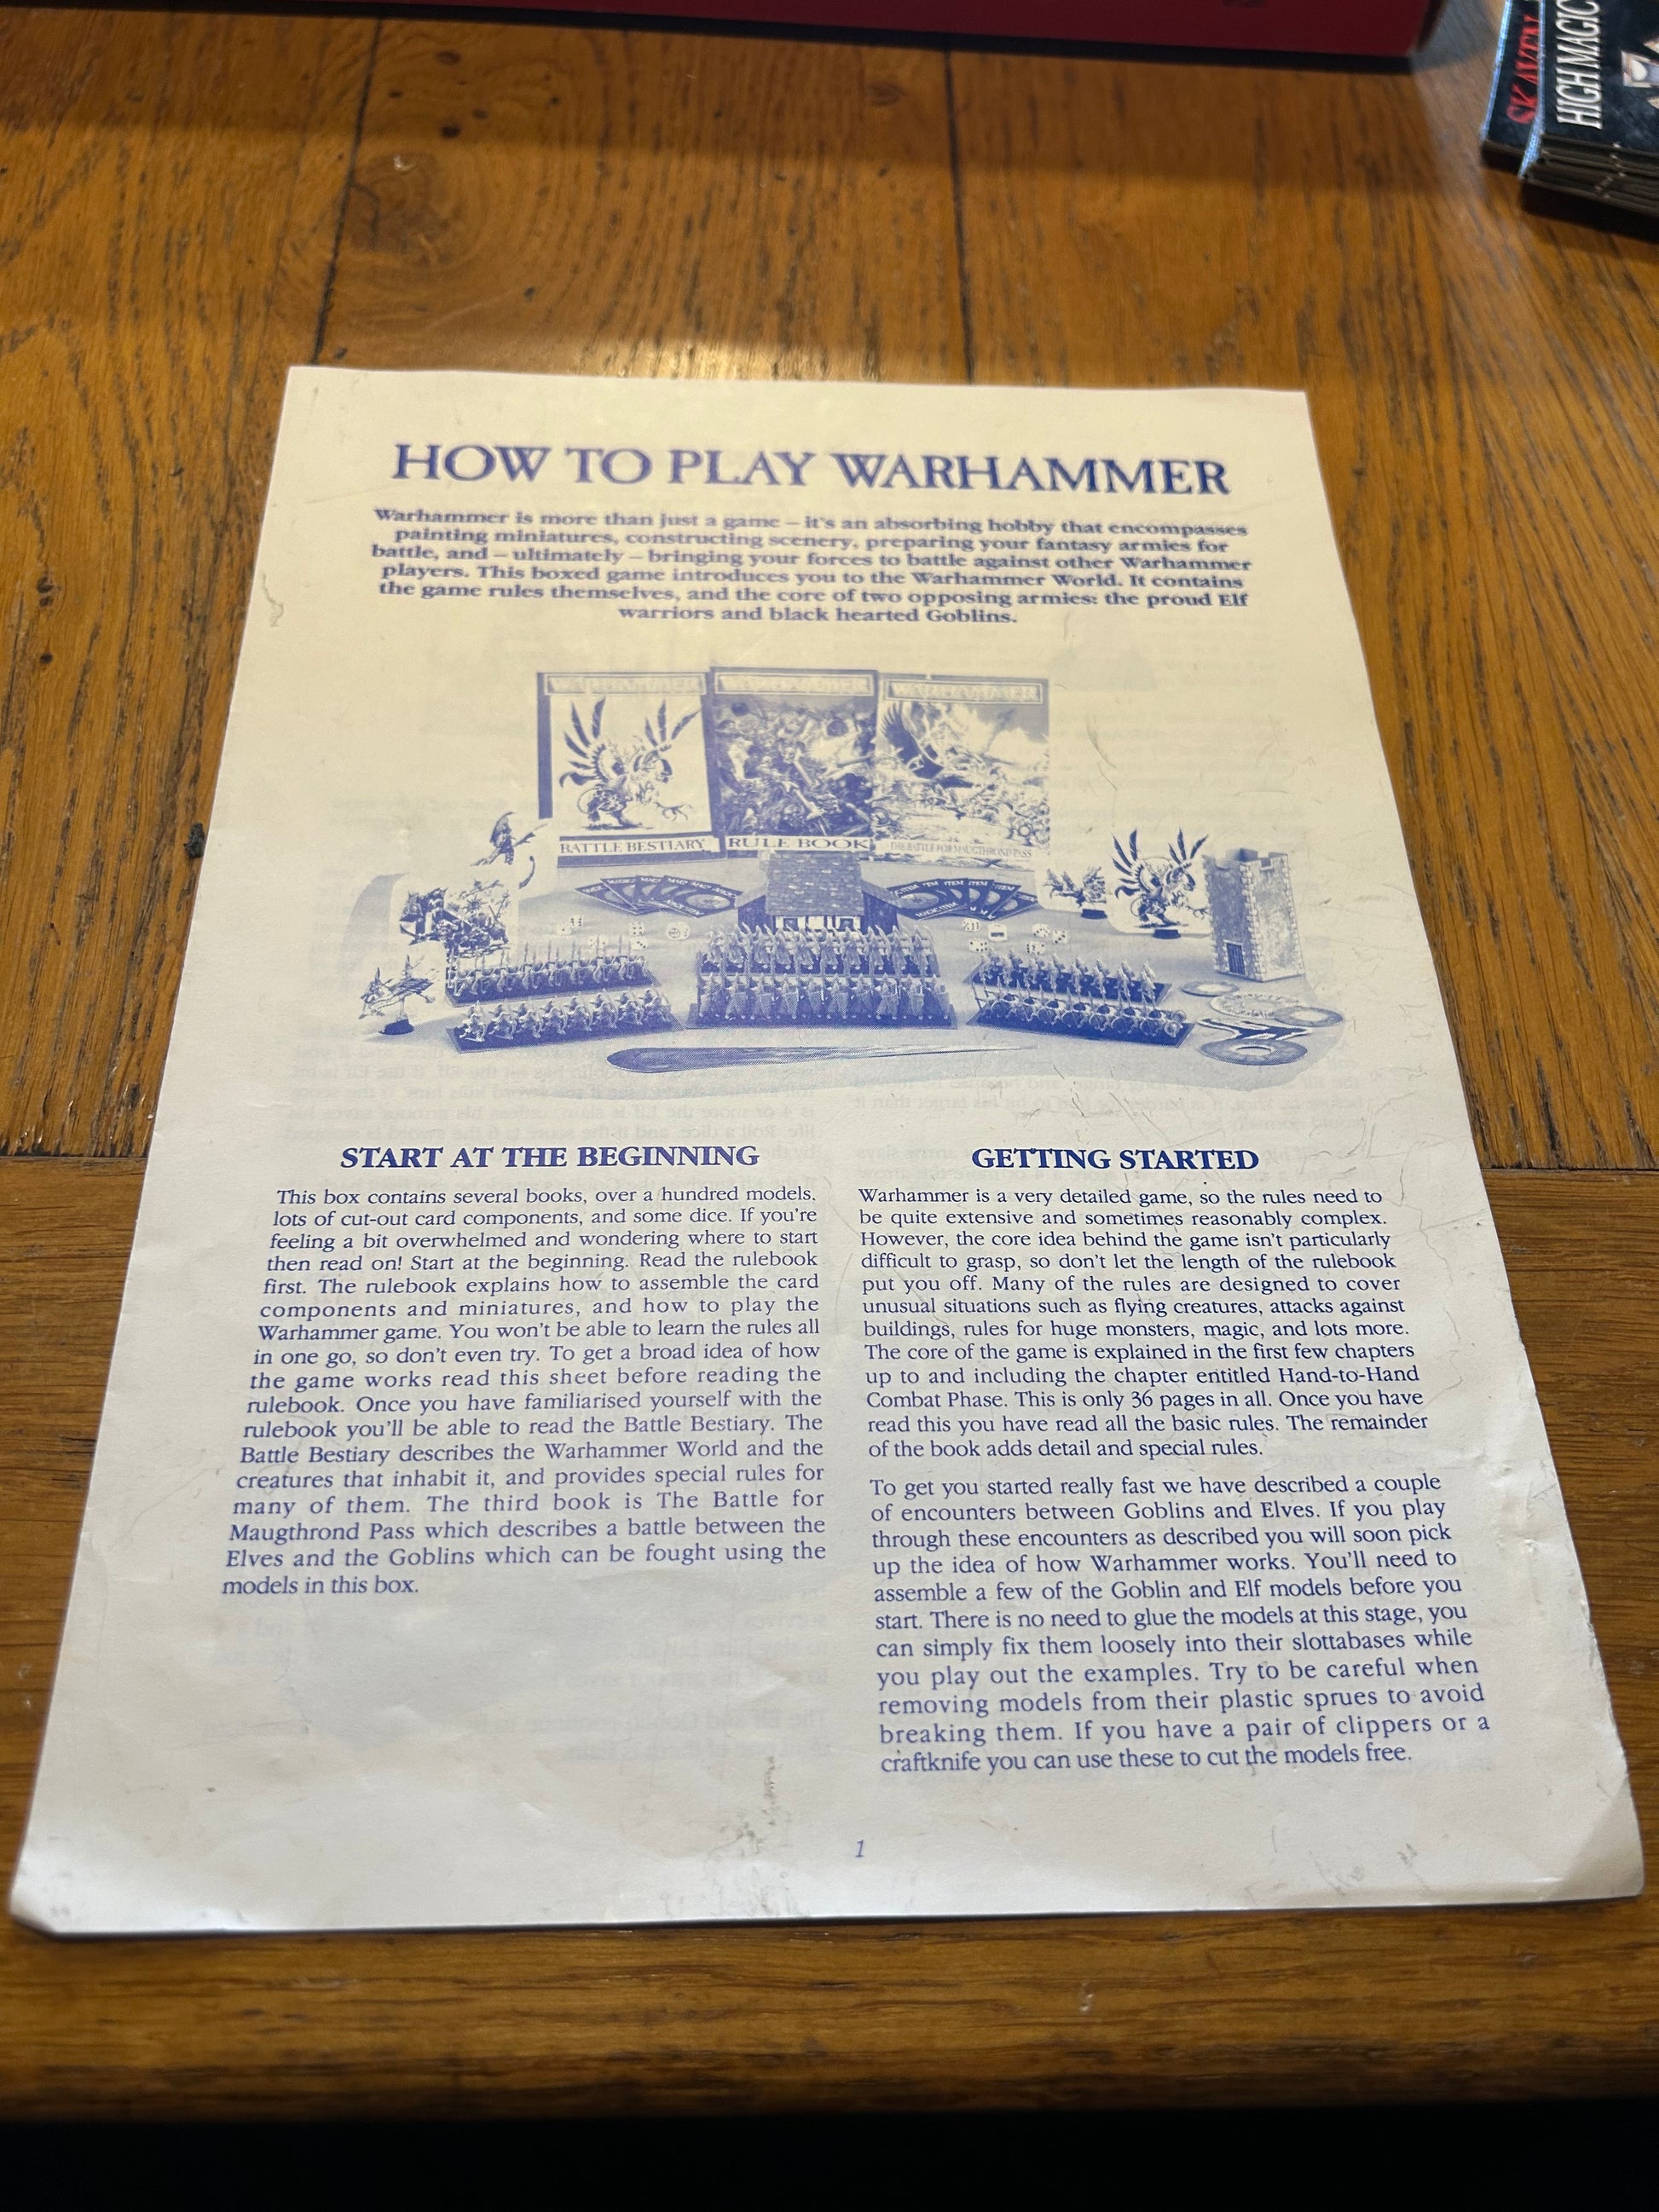 SKAVEN
HIGH MAGIC
HOW TO PLAY WARHAMMER
Warhammer is more than just a game – it's an absorbing hobby that encompasses
painting miniatures, constructing scenery, preparing your fantasy armies for
battle, and – ultimately – bringing your forces to battle against other Warhammer
players. This boxed game introduces you to the Warhammer World. It contains
the game rules themselves, and the core of two opposing armies: the proud Elf
warriors and black hearted Goblins.
WARHAMMER
WARHAMMER
WARHAMMER
BATTLE BESTIARY
RULE BOOK
THE BATTLE FOR MAUGTHROND PASS
START AT THE BEGINNING
This box contains several books, over a hundred models,
lots of cut-out card components, and some dice. If you're
feeling a bit overwhelmed and wondering where to start
then read on! Start at the beginning. Read the rulebook
first. The rulebook explains how to assemble the card
components and miniatures, and how to play the
Warhammer game. You won't be able to learn the rules all
in one go, so don't even try. To get a broad idea of how
the game works read this sheet before reading the
rulebook. Once you have familiarised yourself with the
rulebook you'll be able to read the Battle Bestiary. The
Battle Bestiary describes the Warhammer World and the
creatures that inhabit it, and provides special rules for
many of them. The third book is The Battle for
Maugthrond Pass which describes a battle between the
Elves and the Goblins which can be fought using the
models in this box.
GETTING STARTED
Warhammer is a very detailed game, so the rules need to
be quite extensive and sometimes reasonably complex.
However, the core idea behind the game isn't particularly
difficult to grasp, so don't let the length of the rulebook
put you off. Many of the rules are designed to cover
unusual situations such as flying creatures, attacks against
buildings, rules for huge monsters, magic, and lots more.
The core of the game is explained in the first few chapters
up to and including the chapter entitled Hand-to-Hand
Combat Phase. This is only 36 pages in all. Once you have
read this you have read all the basic rules. The remainder
of the book adds detail and special rules.
To get you started really fast we have described a couple
of encounters between Goblins and Elves. If you play
through these encounters as described you will soon pick
up the idea of how Warhammer works. You'll need to
assemble a few of the Goblin and Elf models before you
start. There is no need to glue the models at this stage, you
can simply fix them loosely into their slottabases while
you play out the examples. Try to be careful when
removing models from their plastic sprues to avoid
breaking them. If you have a pair of clippers or a
craftknife you can use these to cut the models free.
1